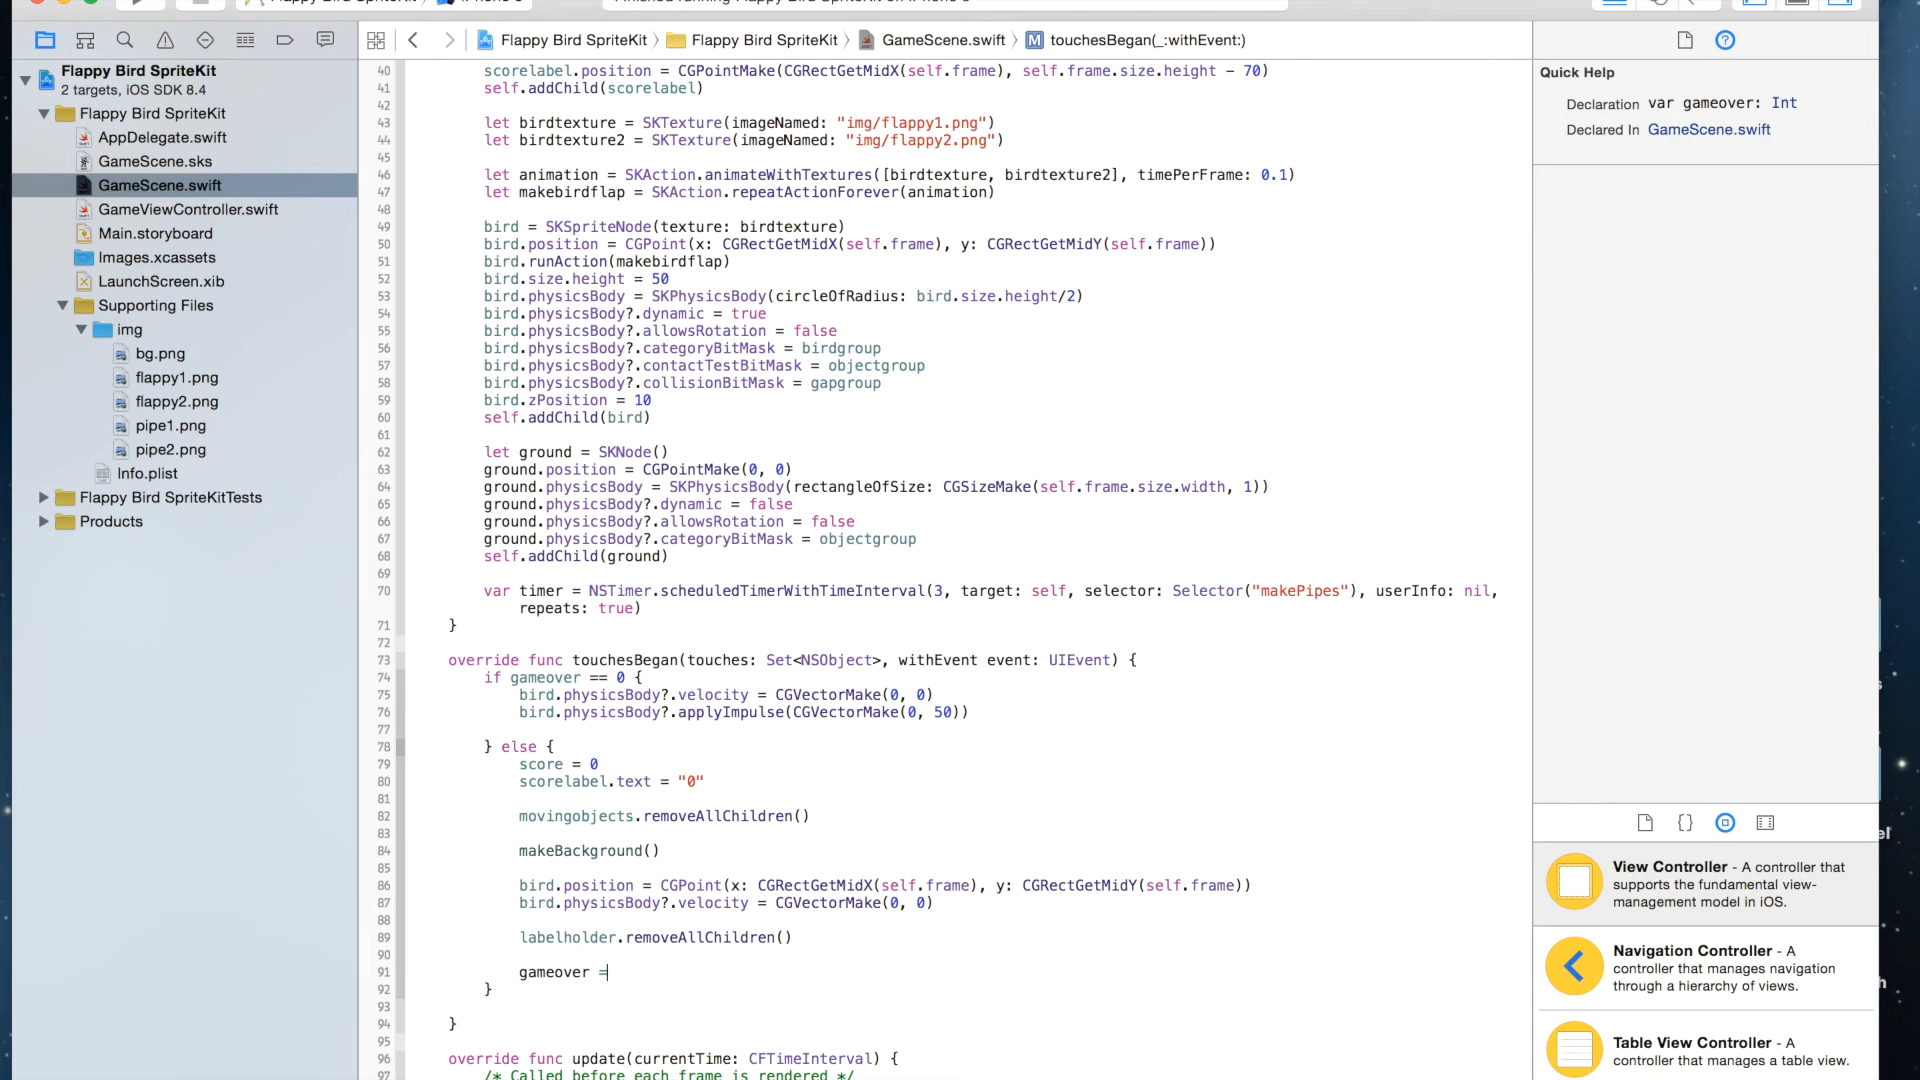 Flappy Bird SpriteKit
Flappy Bird SpriteKit
GameScene.swift
touchesBegan(_:withEvent:)
Flappy Bird SpriteKit
2 targets, iOS SDK 8.4
Flappy Bird SpriteKit
AppDelegate.swift
GameScene.sks
GameScene.swift
GameViewController.swift
Main.storyboard
Images.xcassets
LaunchScreen.xib
Supporting Files
img
bg.png
flappy1.png
flappy2.png
pipe1.png
pipe2.png
Info.plist
Flappy Bird SpriteKitTests
Products
40 scorelabel.position = CGPointMake(CGRectGetMidX(self.frame), self.frame.size.height - 70)
41 self.addChild(scorelabel)
42
43 let birdtexture = SKTexture(imageNamed: "img/flappy1.png")
44 let birdtexture2 = SKTexture(imageNamed: "img/flappy2.png")
45
46 let animation = SKAction.animateWithTextures([birdtexture, birdtexture2], timePerFrame: 0.1)
47 let makebirdflap = SKAction.repeatActionForever(animation)
48
49 bird = SKSpriteNode(texture: birdtexture)
50 bird.position = CGPoint(x: CGRectGetMidX(self.frame), y: CGRectGetMidY(self.frame))
51 bird.runAction(makebirdflap)
52 bird.size.height = 50
53 bird.physicsBody = SKPhysicsBody(circleOfRadius: bird.size.height/2)
54 bird.physicsBody?.dynamic = true
55 bird.physicsBody?.allowsRotation = false
56 bird.physicsBody?.categoryBitMask = birdgroup
57 bird.physicsBody?.contactTestBitMask = objectgroup
58 bird.physicsBody?.collisionBitMask = gapgroup
59 bird.zPosition = 10
60 self.addChild(bird)
61
62 let ground = SKNode()
63 ground.position = CGPointMake(0, 0)
64 ground.physicsBody = SKPhysicsBody(rectangleOfSize: CGSizeMake(self.frame.size.width, 1))
65 ground.physicsBody?.dynamic = false
66 ground.physicsBody?.allowsRotation = false
67 ground.physicsBody?.categoryBitMask = objectgroup
68 self.addChild(ground)
69
70 var timer = NSTimer.scheduledTimerWithTimeInterval(3, target: self, selector: Selector("makePipes"), userInfo: nil,
repeats: true)
71 }
72
73 override func touchesBegan(touches: Set<NSObject>, withEvent event: UIEvent) {
74 if gameover == 0 {
75 bird.physicsBody?.velocity = CGVectorMake(0, 0)
76 bird.physicsBody?.applyImpulse(CGVectorMake(0, 50))
77
78 } else {
79 score = 0
80 scorelabel.text = "0"
81
82 movingobjects.removeAllChildren()
83
84 makeBackground()
85
86 bird.position = CGPoint(x: CGRectGetMidX(self.frame), y: CGRectGetMidY(self.frame))
87 bird.physicsBody?.velocity = CGVectorMake(0, 0)
88
89 labelholder.removeAllChildren()
90
91 gameover =
92 }
93
94 }
95
96 override func update(currentTime: CFTimeInterval) {
97 /* Called before each frame is rendered */
Quick Help
Declaration var gameover: Int
Declared In GameScene.swift
View Controller - A controller that
supports the fundamental view-
management model in iOS.
Navigation Controller - A
controller that manages navigation
through a hierarchy of views.
Table View Controller - A
controller that manages a table view.